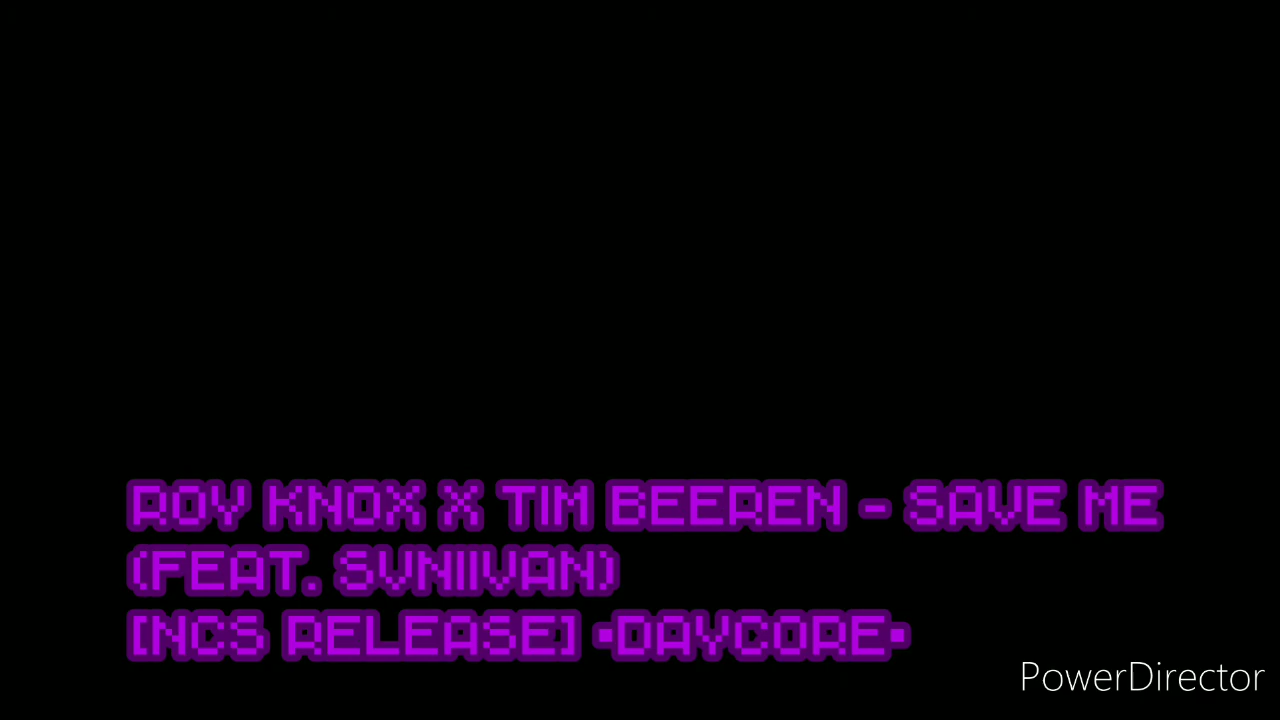 ROY KNOX X TIM BEEREN - SAVE ME
(FEAT. SVNIIVAN)
[NCS RELEASE] •DAYCORE•
PowerDirector